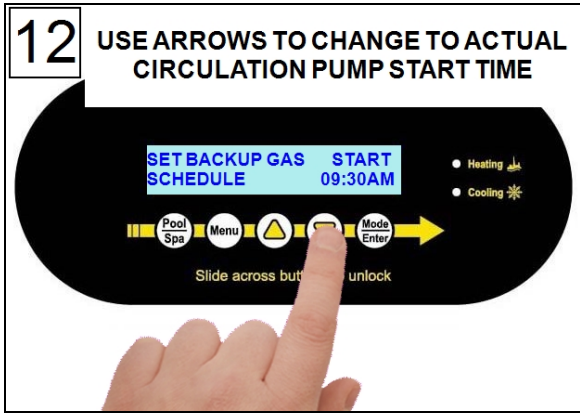 12
USE ARROWS TO CHANGE TO ACTUAL
CIRCULATION PUMP START TIME
SET BACKUP GAS START
SCHEDULE 09:30AM
Heating
Cooling
Pool
Spa
Menu
Mode
Enter
Slide across but unlock